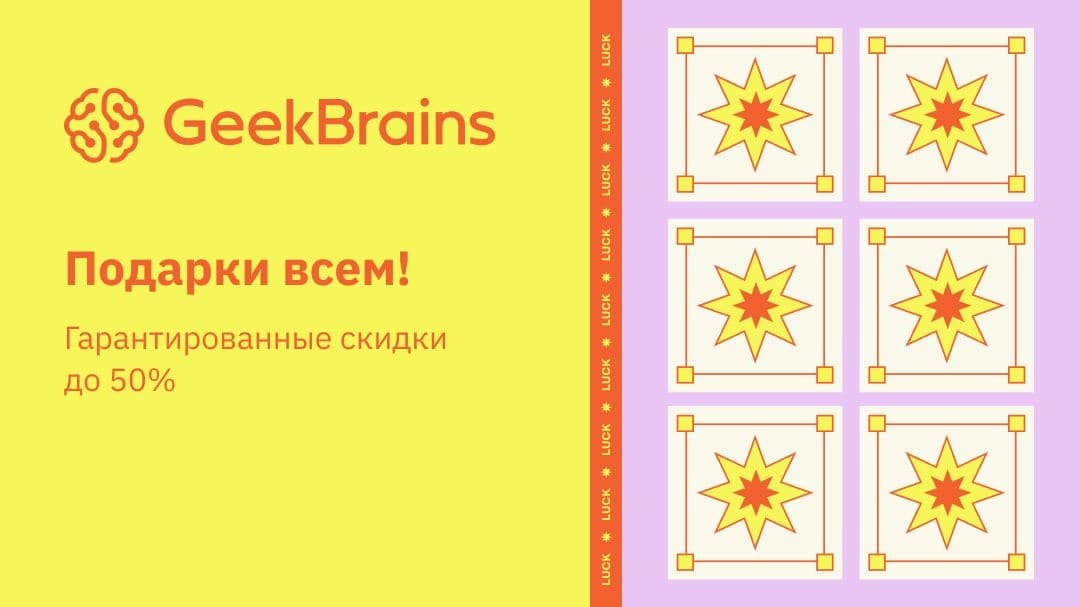 GeekBrains
Подарки всем!
Гарантированные скидки
до 50%
LUCK ✷ LUCK ✷ LUCK ✷ LUCK ✷ LUCK ✷ LUCK ✷ LUCK ✷ LUCK ✷ LUCK